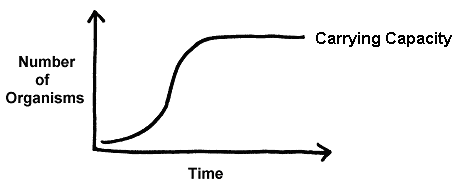 Carrying Capacity
Number
of
Organisms
Time